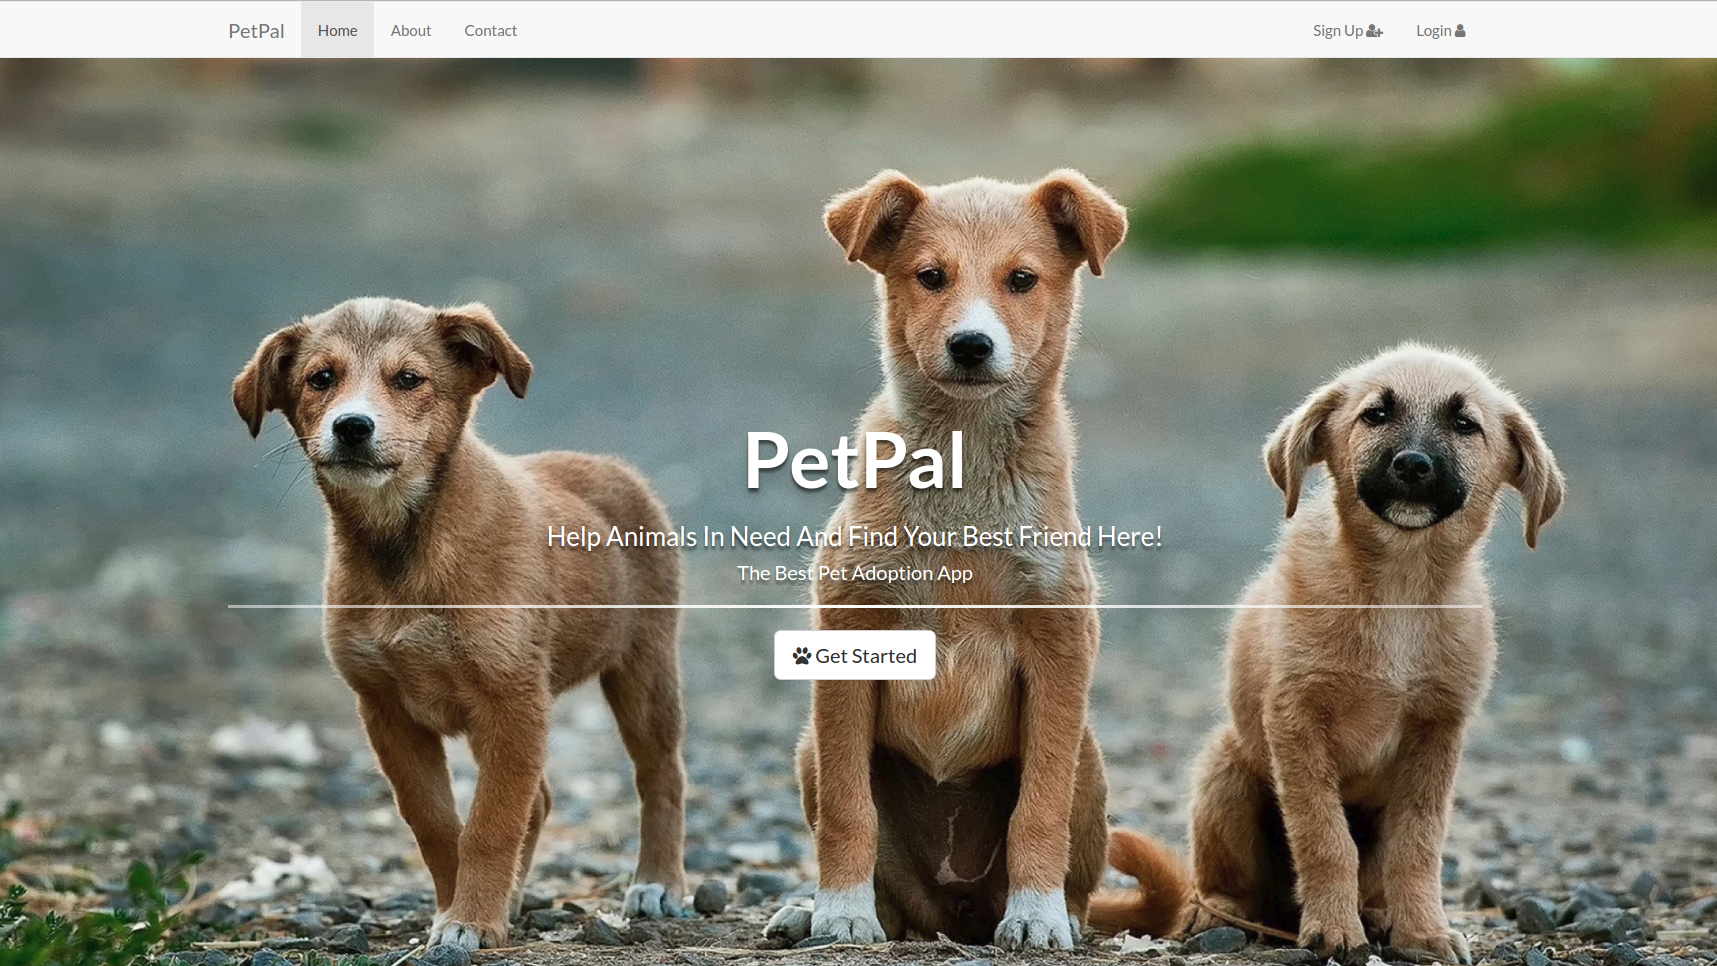 PetPal
Home
About
Contact
Sign Up
Login
PetPal
Help Animals In Need And Find Your Best Friend Here!
The Best Pet Adoption App
Get Started